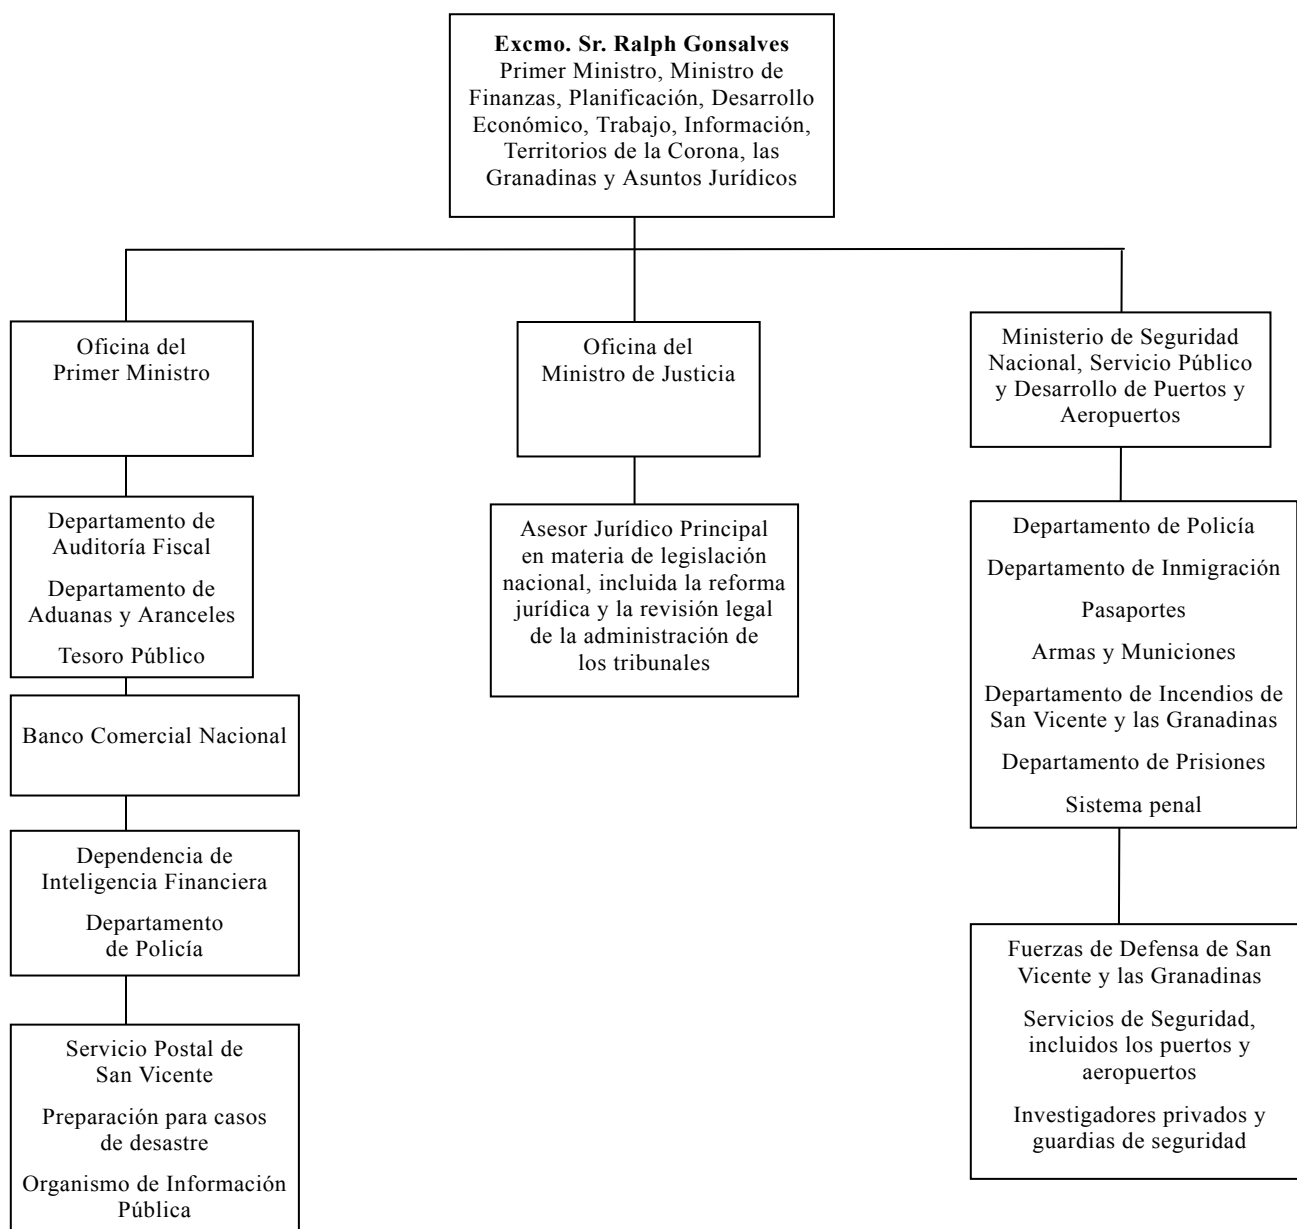 Excmo. Sr. Ralph Gonsalves
Primer Ministro, Ministro de
Finanzas, Planificación, Desarrollo
Económico, Trabajo, Información,
Territorios de la Corona, las
Granadinas y Asuntos Jurídicos
Oficina del
Primer Ministro
Departamento de
Auditoría Fiscal
Departamento de
Aduanas y Aranceles
Tesoro Público
Banco Comercial Nacional
Dependencia de
Inteligencia Financiera
Departamento
de Policía
Servicio Postal de
San Vicente
Preparación para casos
de desastre
Organismo de Información
Pública
Oficina del
Ministro de Justicia
Asesor Jurídico Principal
en materia de legislación
nacional, incluida la reforma
jurídica y la revisión legal
de la administración de
los tribunales
Ministerio de Seguridad
Nacional, Servicio Público
y Desarrollo de Puertos y
Aeropuertos
Departamento de Policía
Departamento de Inmigración
Pasaportes
Armas y Municiones
Departamento de Incendios de
San Vicente y las Granadinas
Departamento de Prisiones
Sistema penal
Fuerzas de Defensa de San
Vicente y las Granadinas
Servicios de Seguridad,
incluidos los puertos y
aeropuertos
Investigadores privados y
guardias de seguridad